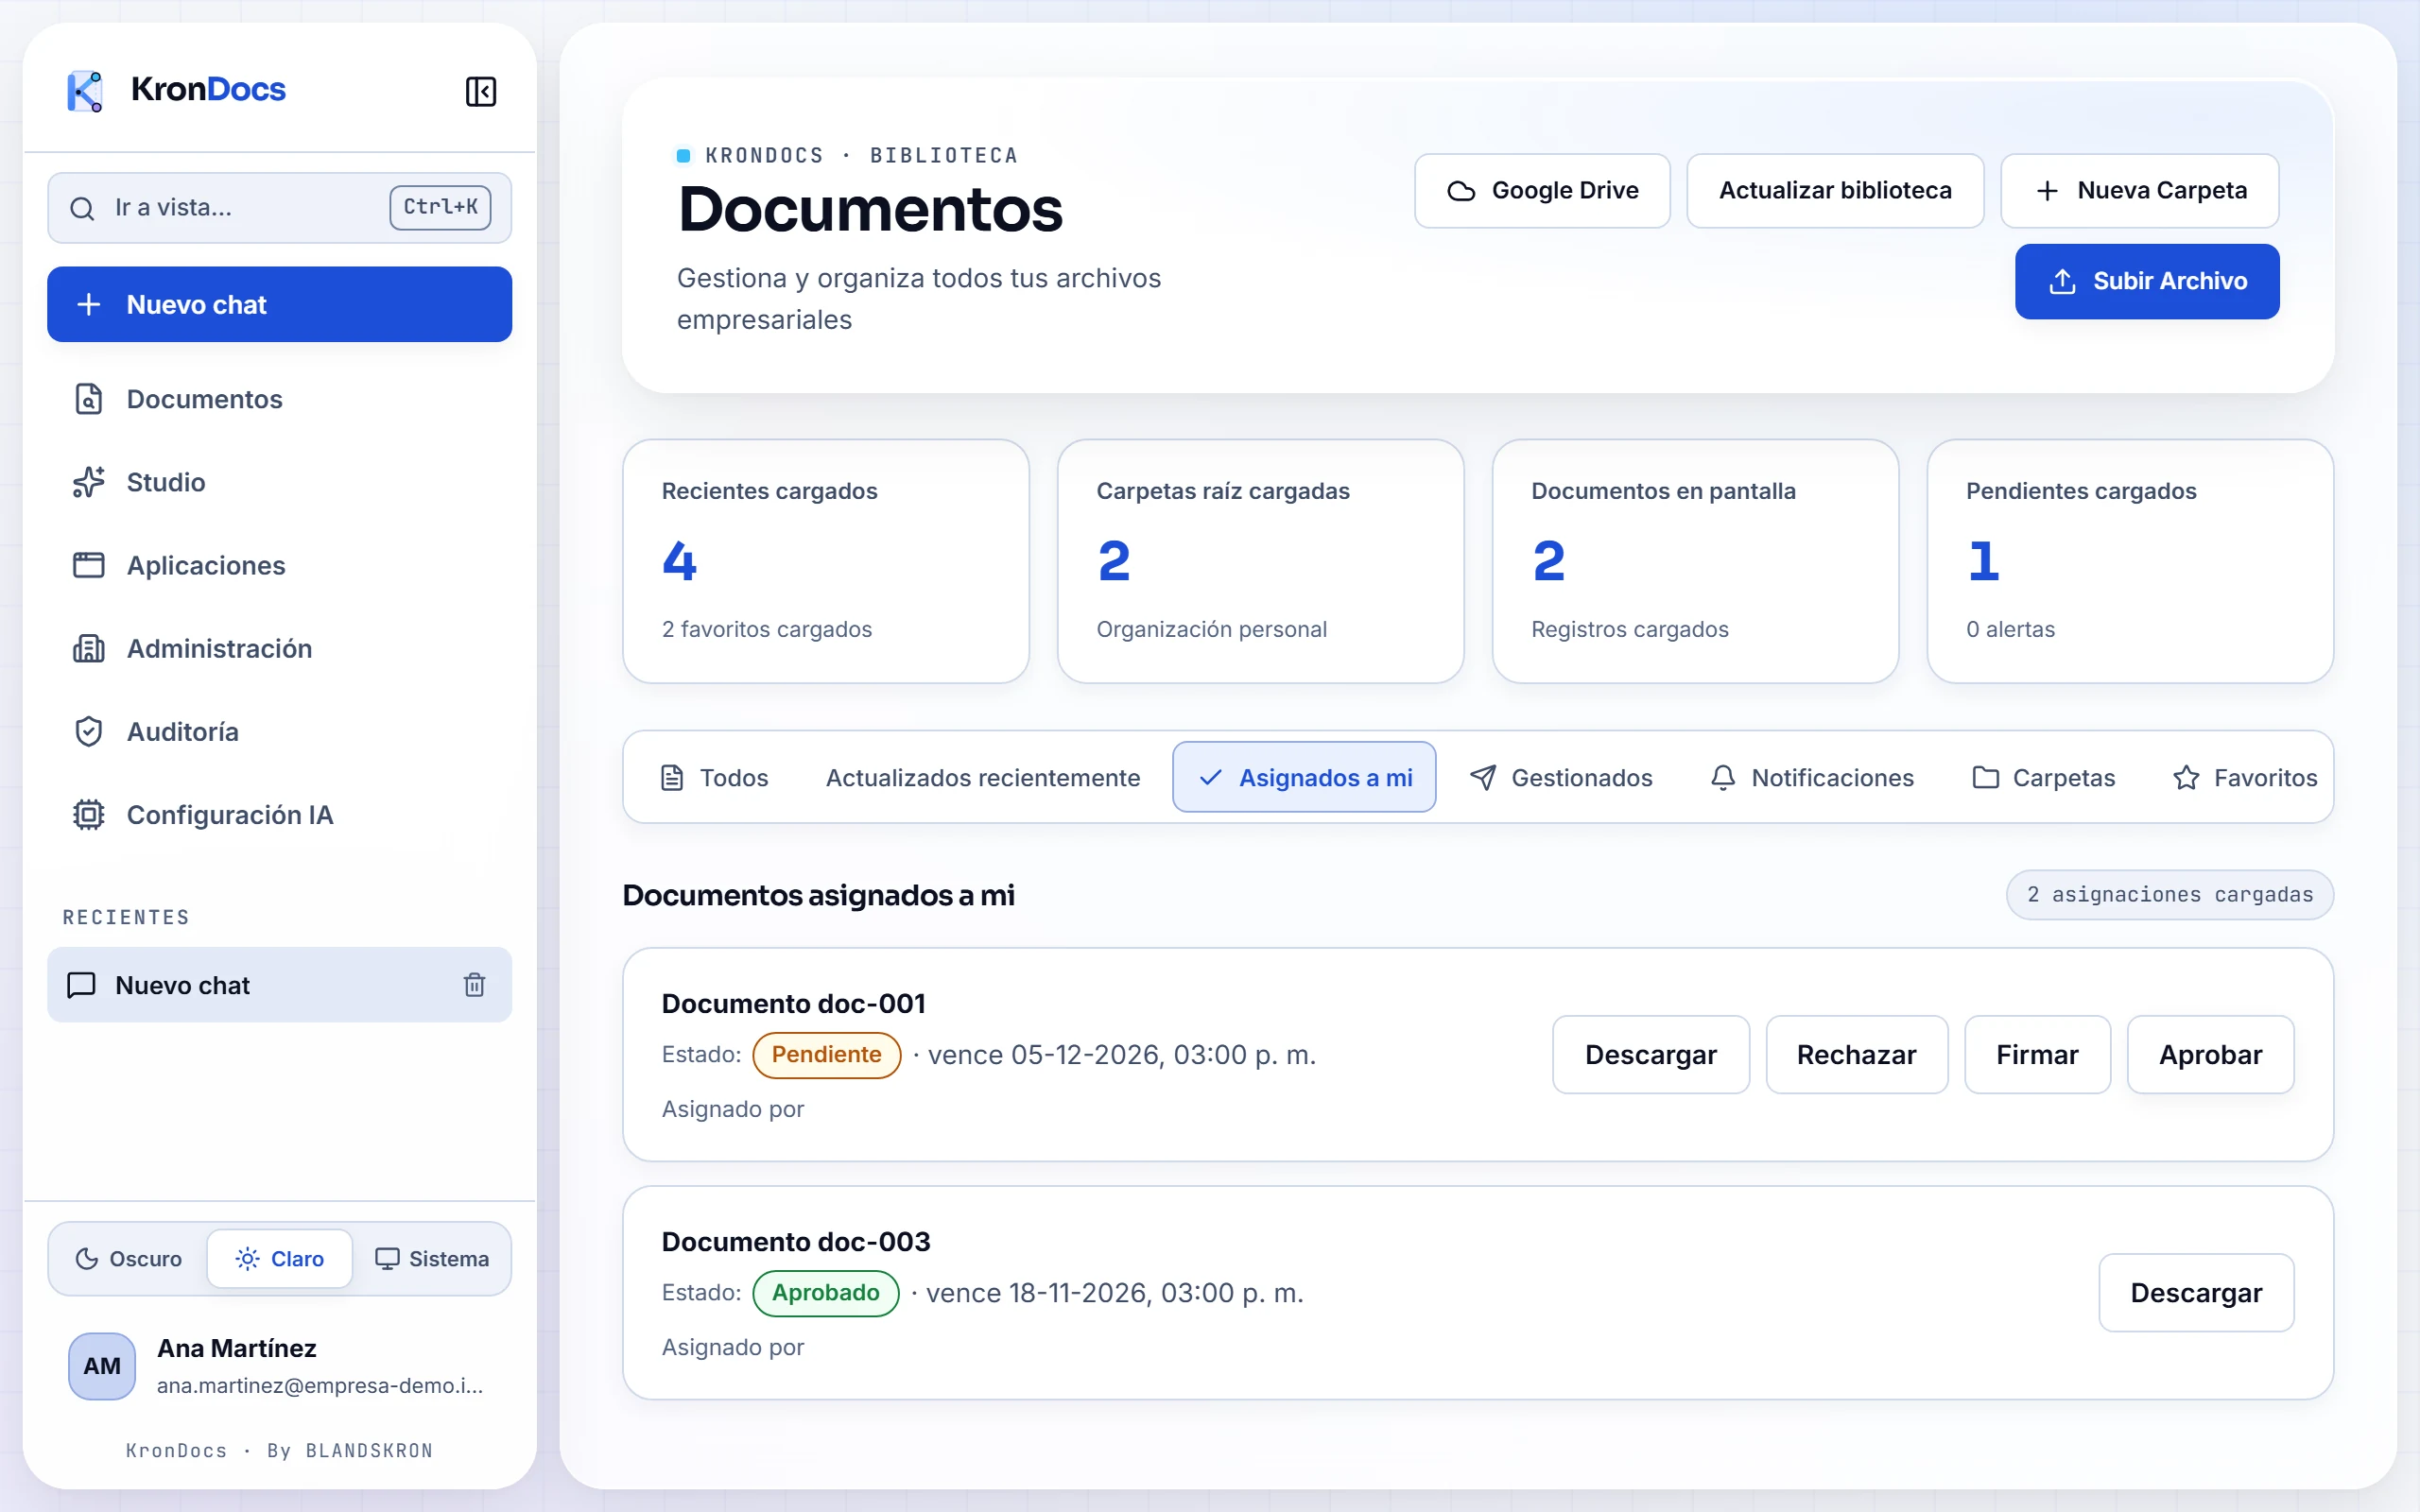 KronDocs
Ir a vista...
Ctrl+K
Nuevo chat
Documentos
Studio
Aplicaciones
Administración
Auditoría
Configuración IA
RECIENTES
Nuevo chat
Oscuro
Claro
Sistema
AM
Ana Martínez
ana.martinez@empresa-demo.i...
KronDocs · By BLANDSKRON
KRONDOCS · BIBLIOTECA
Documentos
Gestiona y organiza todos tus archivos
empresariales
Google Drive
Actualizar biblioteca
Nueva Carpeta
Subir Archivo
Recientes cargados
4
2 favoritos cargados
Carpetas raíz cargadas
2
Organización personal
Documentos en pantalla
2
Registros cargados
Pendientes cargados
1
0 alertas
Todos
Actualizados recientemente
Asignados a mi
Gestionados
Notificaciones
Carpetas
Favoritos
Documentos asignados a mi
2 asignaciones cargadas
Documento doc-001
Estado: Pendiente · vence 05-12-2026, 03:00 p. m.
Asignado por
Descargar
Rechazar
Firmar
Aprobar
Documento doc-003
Estado: Aprobado · vence 18-11-2026, 03:00 p. m.
Asignado por
Descargar